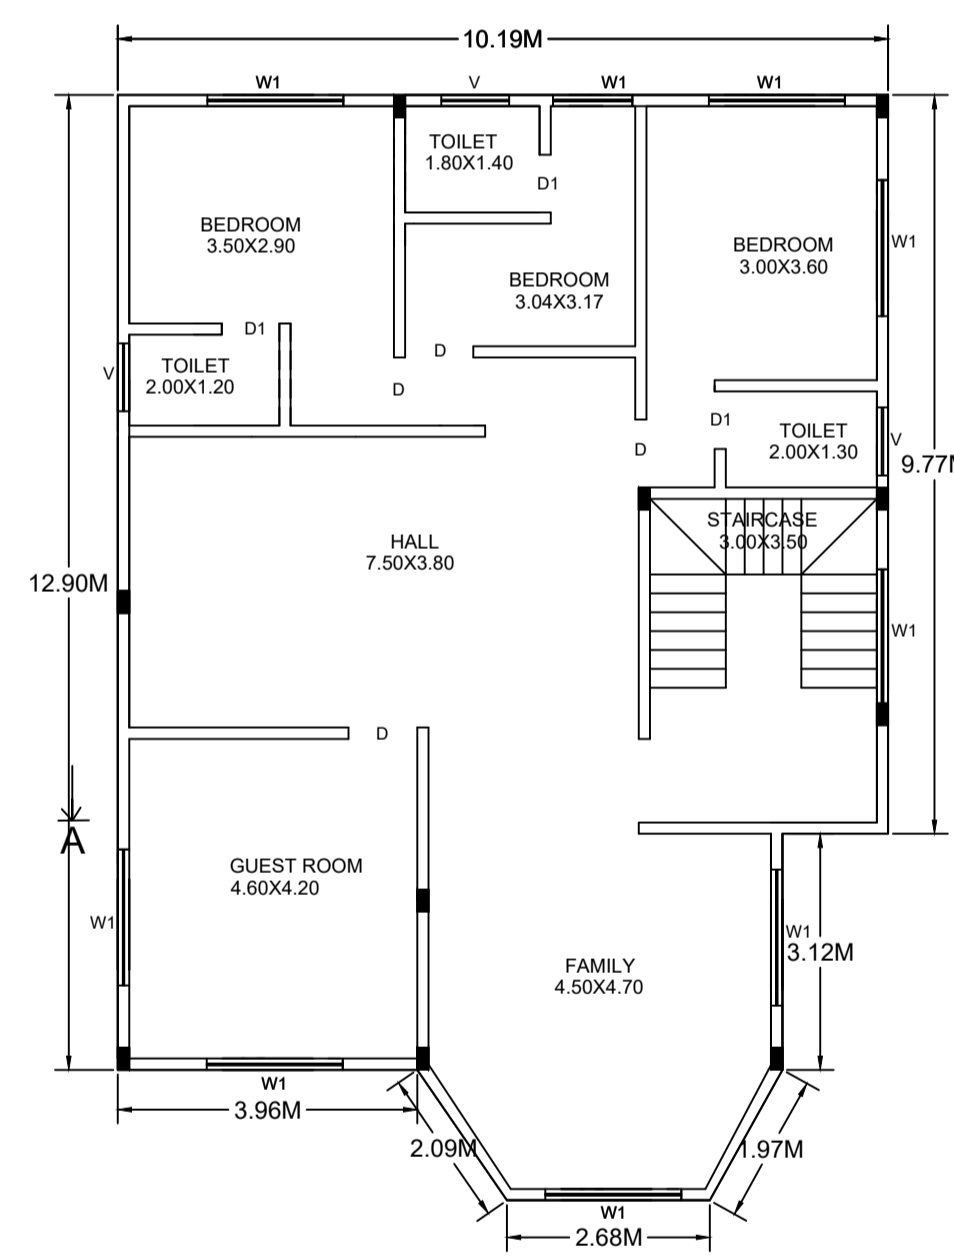 10.19M
W1
V
W1
W1
TOILET
1.80X1.40
D1
BEDROOM
3.50X2.90
BEDROOM
3.00X3.60
W1
BEDROOM
3.04X3.17
D1
D
V
TOILET
2.00X1.20
D
D1
TOILET
2.00X1.30
V
D
9.77M
STAIRCASE
3.00X3.50
HALL
7.50X3.80
12.90M
W1
D
A
GUEST ROOM
4.60X4.20
W1
W1
3.12M
FAMILY
4.50X4.70
W1
3.96M
2.09M
1.97M
W1
2.68M